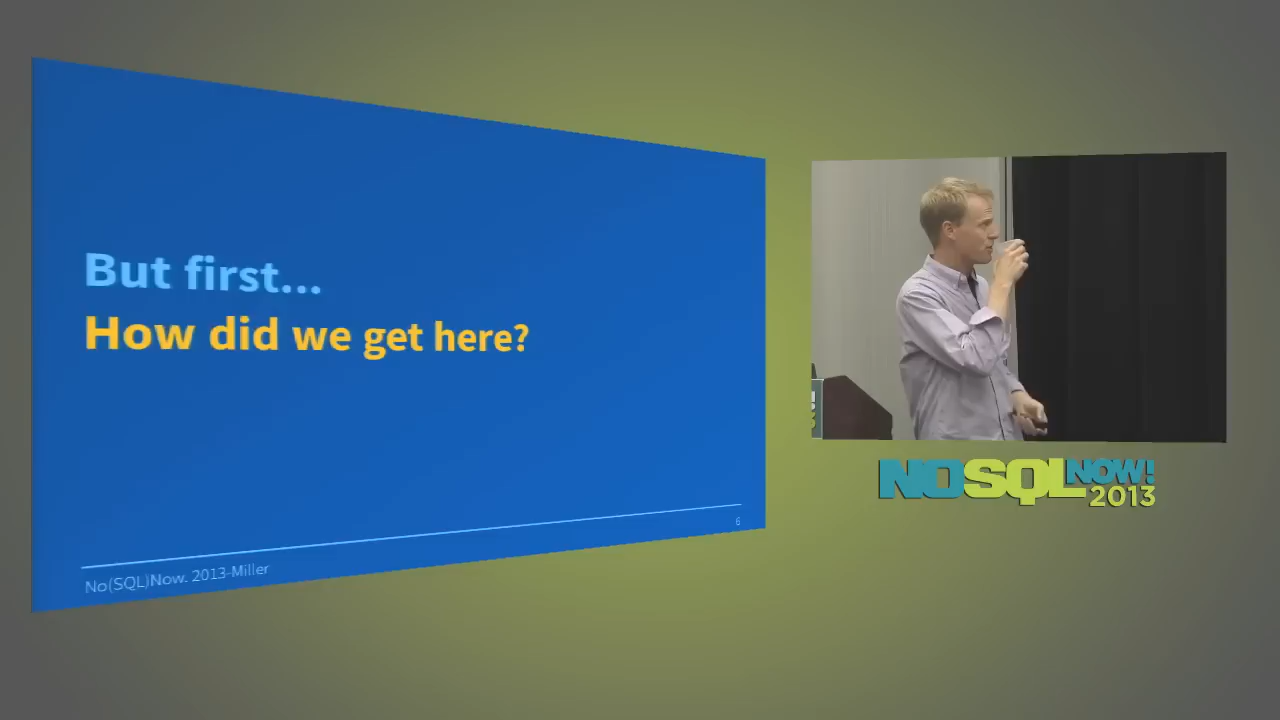 But first...
How did we get here?
6
No(SQL)Now. 2013-Miller
NOSQLNOW!
2013